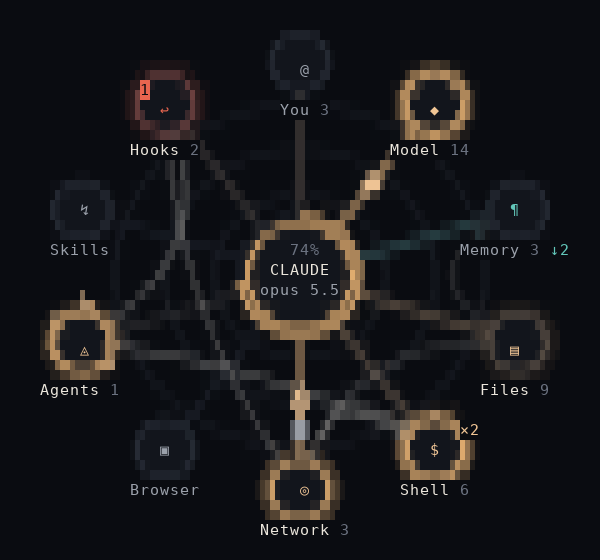 @
You 3
1
↩
Hooks 2
◆
Model 14
↯
Skills
¶
Memory 3 ↓2
74%
CLAUDE
opus 5.5
◬
Agents 1
▤
Files 9
▣
Browser
$ ×2
Shell 6
◎
Network 3